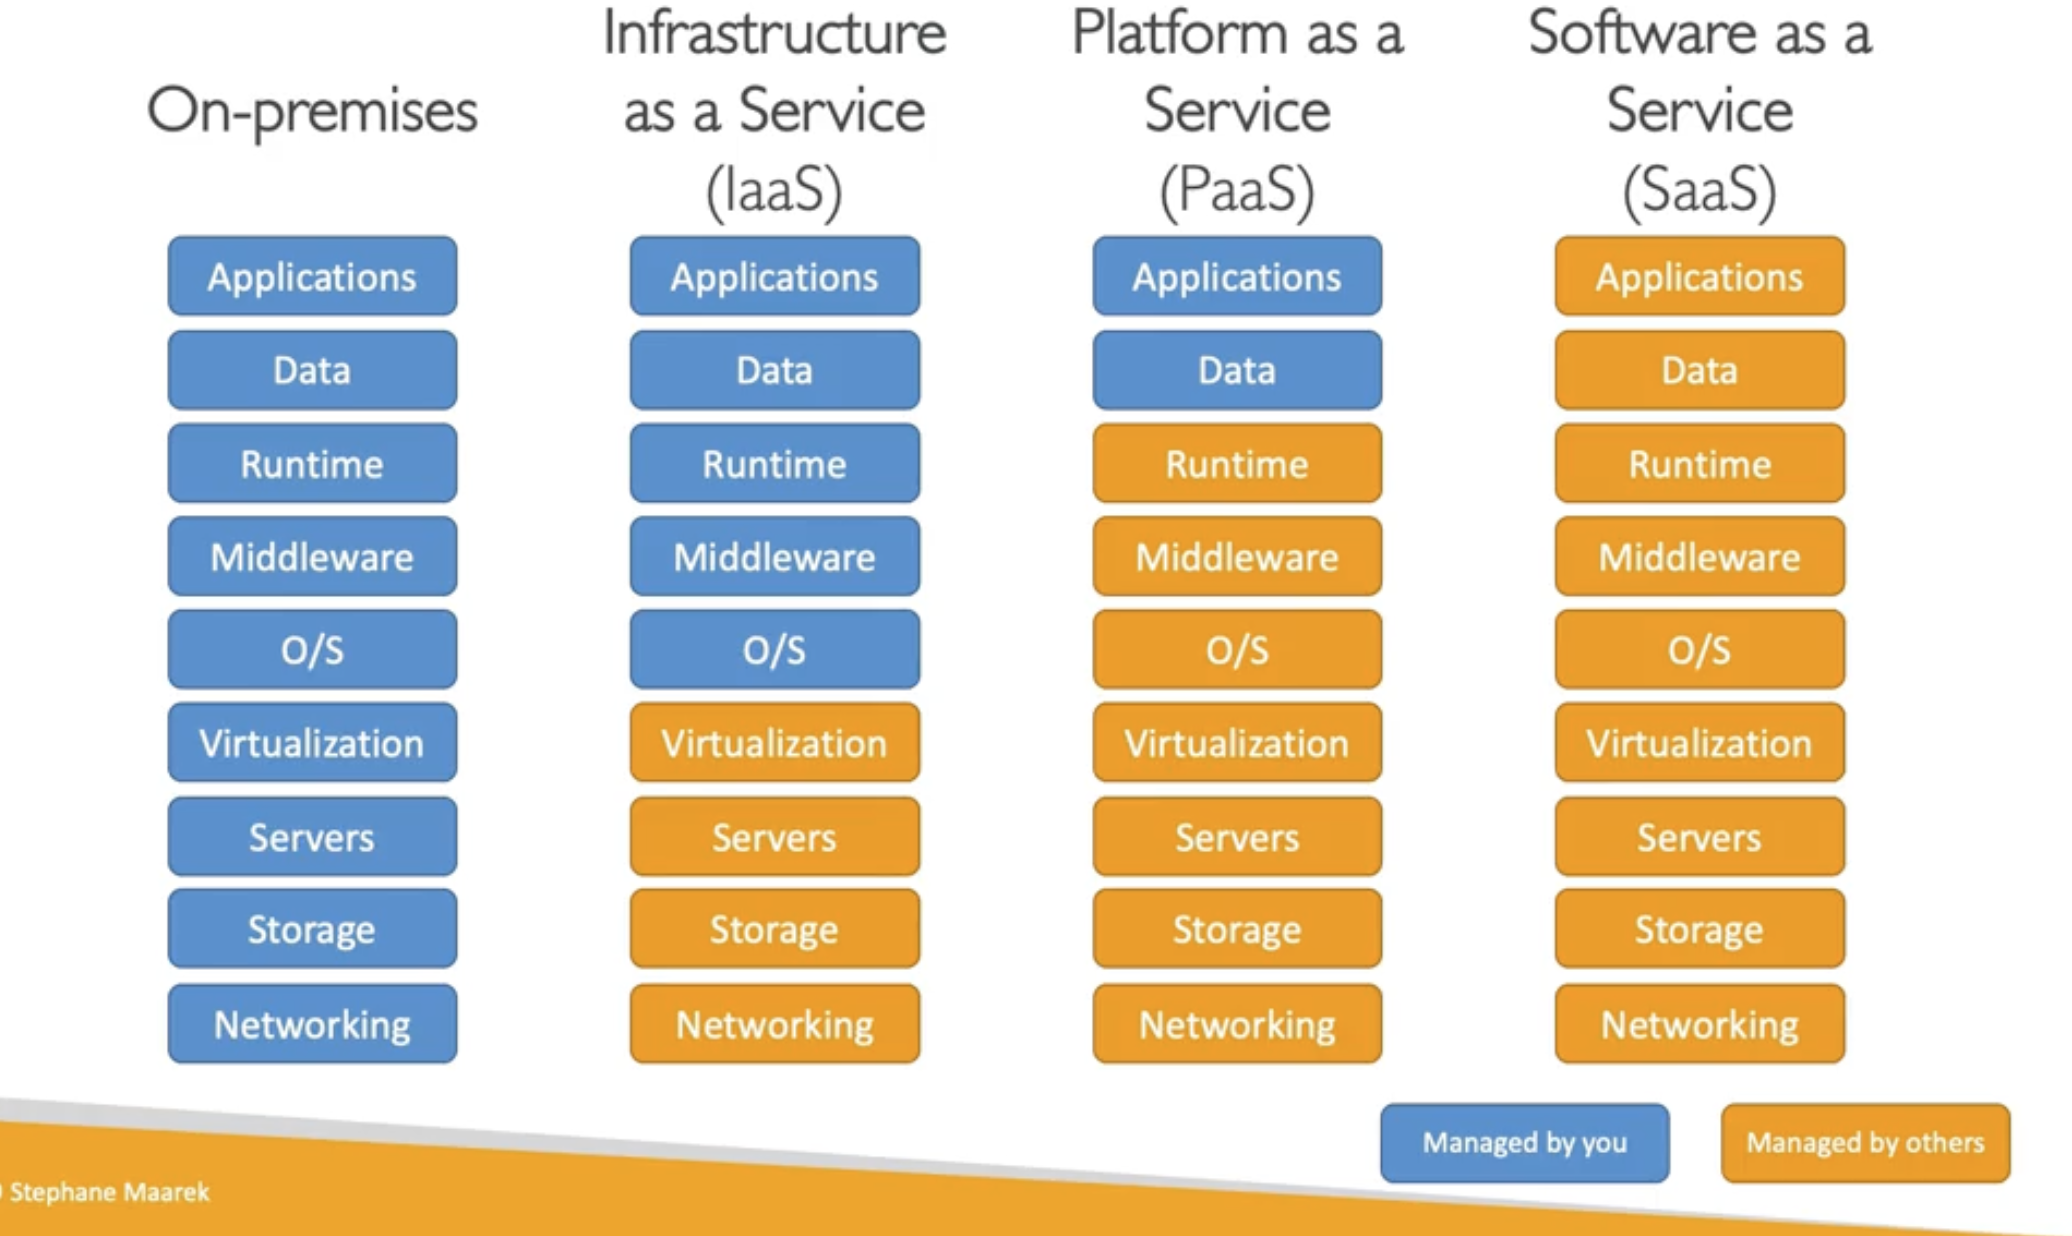 On-premises
Infrastructure
as a Service
(IaaS)
Platform as a
Service
(PaaS)
Software as a
Service
(SaaS)
Applications
Data
Runtime
Middleware
O/S
Virtualization
Servers
Storage
Networking
Applications
Data
Runtime
Middleware
O/S
Virtualization
Servers
Storage
Networking
Applications
Data
Runtime
Middleware
O/S
Virtualization
Servers
Storage
Networking
Applications
Data
Runtime
Middleware
O/S
Virtualization
Servers
Storage
Networking
Managed by you
Managed by others
Stephane Maarek